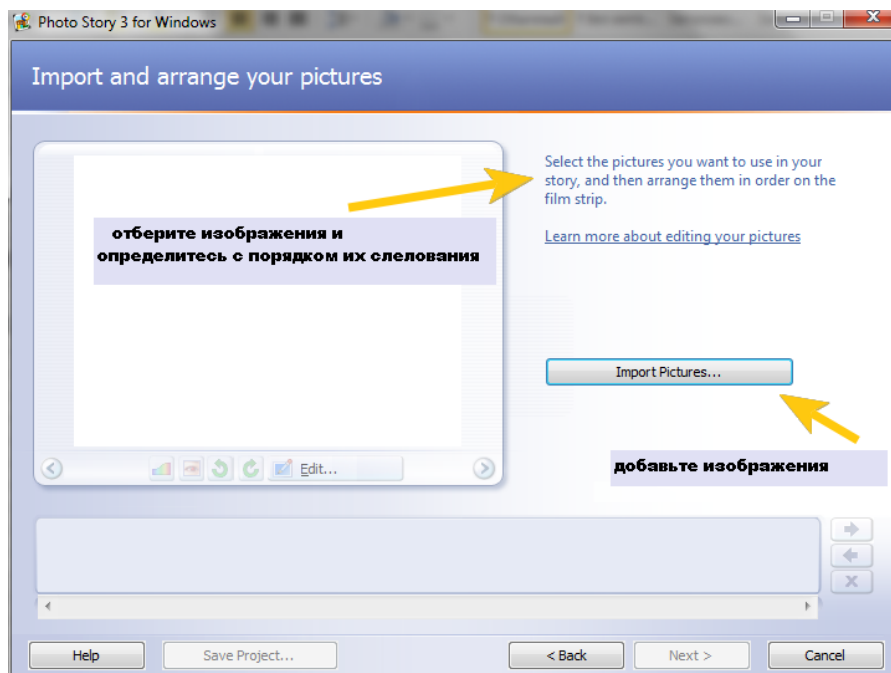 Photo Story 3 for Windows
Import and arrange your pictures
Select the pictures you want to use in your
story, and then arrange them in order on the
film strip.
отберите изображения и
определитесь с порядком их слелования
Learn more about editing your pictures
Import Pictures...
добавьте изображения
Edit...
Help
Save Project...
< Back
Next >
Cancel